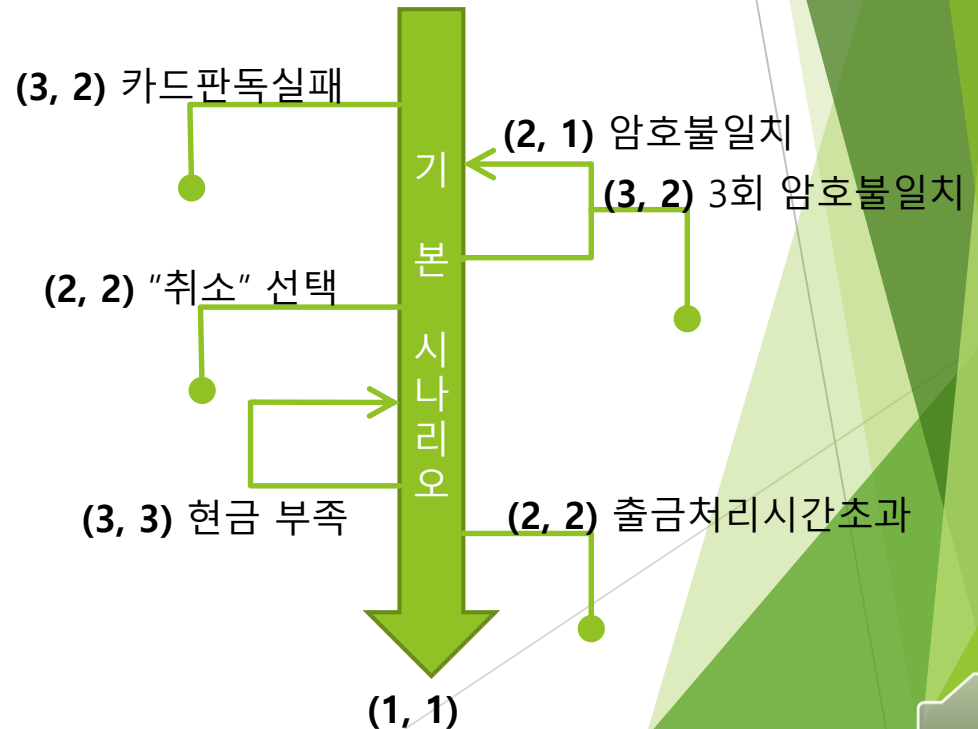 (3, 2) 카드판독실패
(2, 1) 암호불일치
(3, 2) 3회 암호불일치
기본 시나리오
(2, 2) “취소” 선택
(3, 3) 현금 부족
(2, 2) 출금처리시간초과
(1, 1)